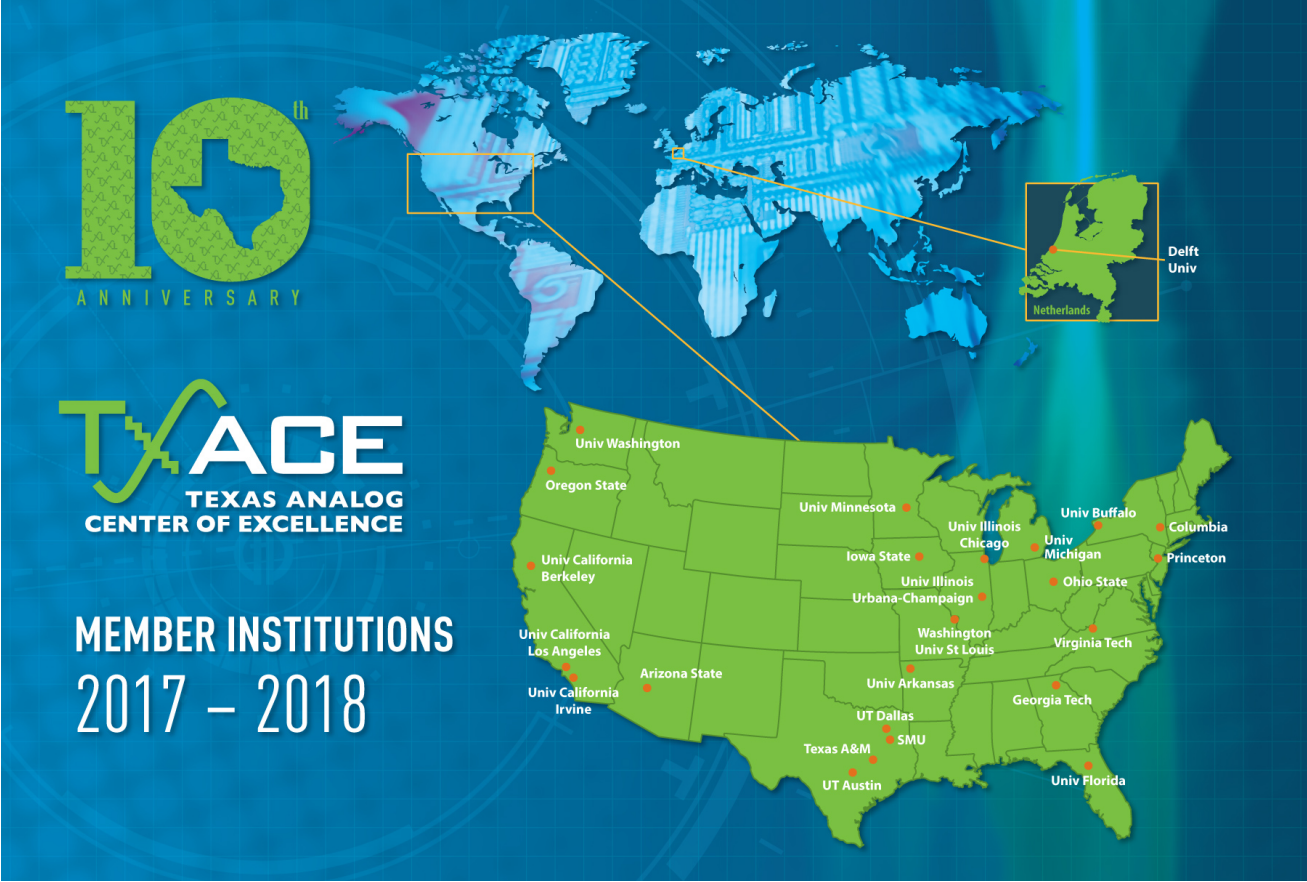 10th
ANNIVERSARY
TxACE
TEXAS ANALOG
CENTER OF EXCELLENCE
MEMBER INSTITUTIONS
2017 – 2018
Delft
Univ
Netherlands
Univ Washington
Oregon State
Univ California
Berkeley
Univ California
Los Angeles
Univ California
Irvine
Arizona State
Univ Minnesota
Iowa State
Univ Illinois
Chicago
Univ Illinois
Urbana-Champaign
Washington
Univ St Louis
Univ Arkansas
UT Dallas
SMU
Texas A&M
UT Austin
Univ Buffalo
Univ
Michigan
Columbia
Princeton
Ohio State
Virginia Tech
Georgia Tech
Univ Florida